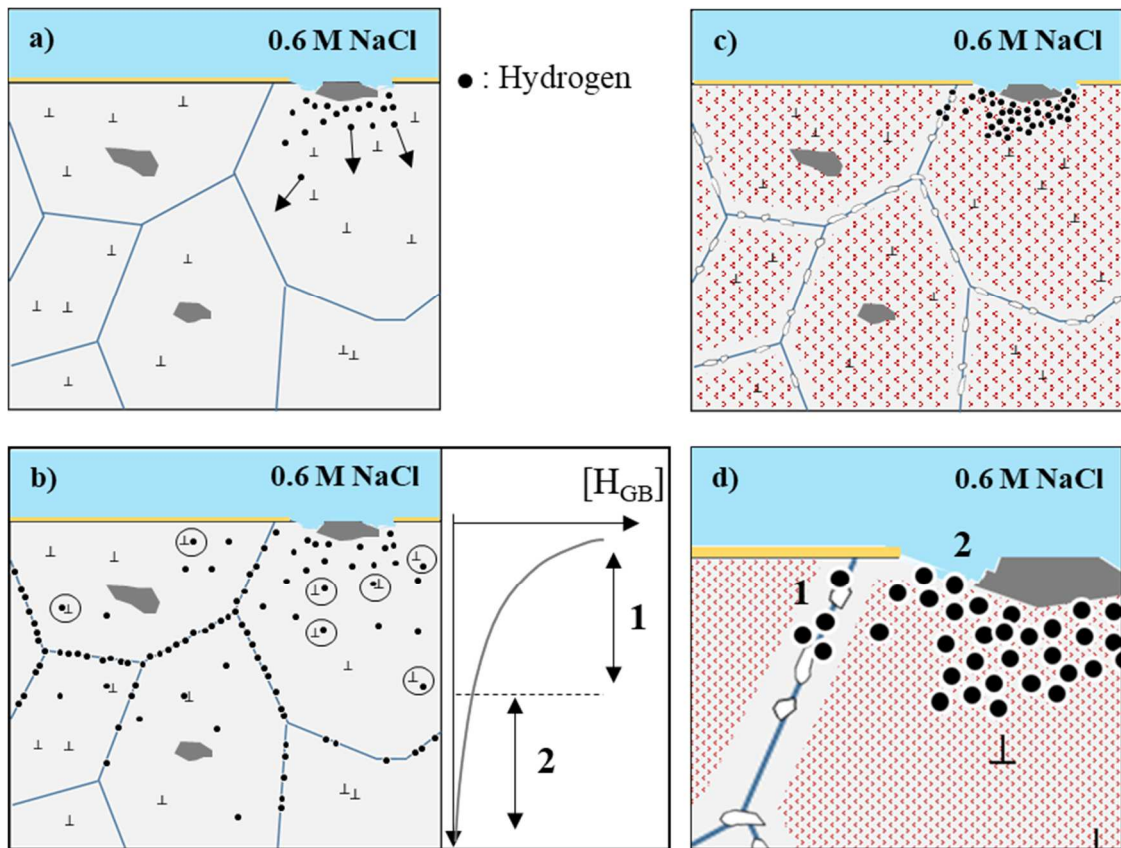 a) 0.6 M NaCl
● : Hydrogen
c) 0.6 M NaCl
b) 0.6 M NaCl
[H_GB]
1
2
d) 0.6 M NaCl
2
1